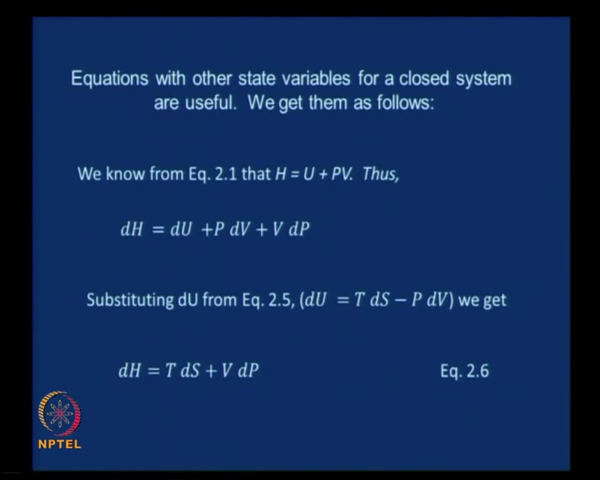 Equations with other state variables for a closed system
are useful. We get them as follows:
We know from Eq. 2.1 that H = U + PV. Thus,
dH = dU +P dV + V dP
Substituting dU from Eq. 2.5, (dU = T dS − P dV) we get
dH = T dS + V dP Eq. 2.6
NPTEL